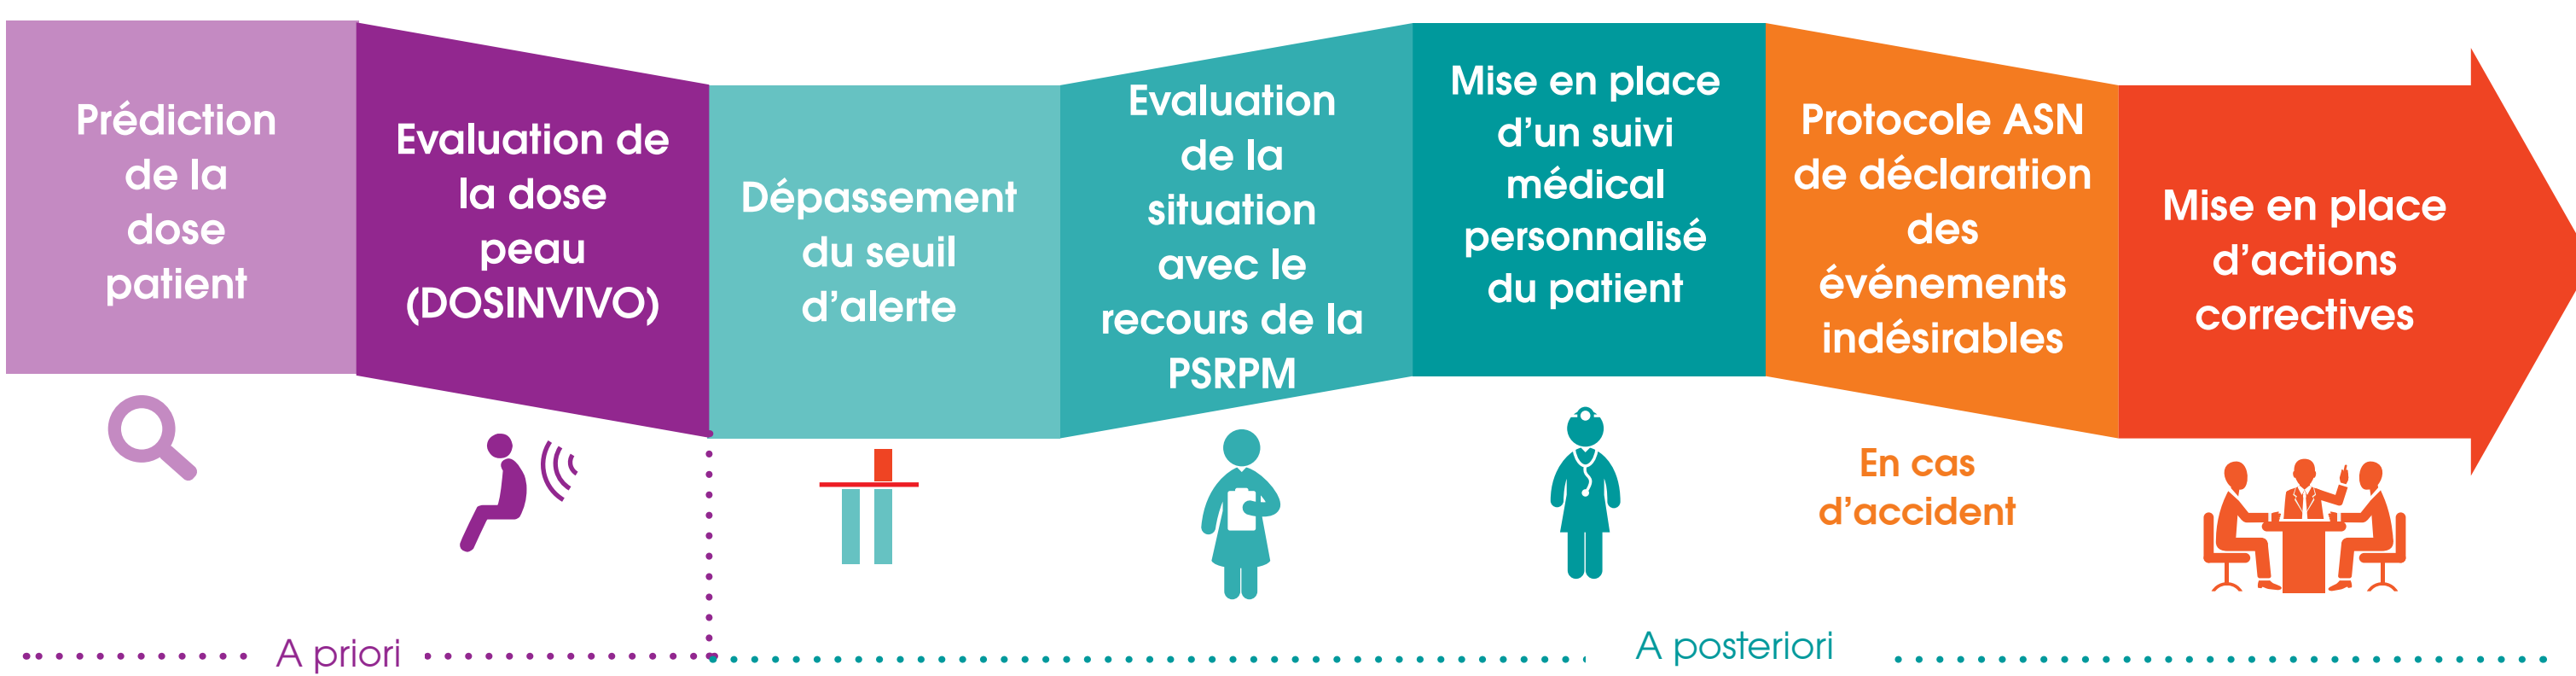 Prédiction
de la
dose
patient
Evaluation de
la dose
peau
(DOSINVIVO)
Dépassement
du seuil
d’alerte
Evaluation
de la
situation
avec le
recours de la
PSRPM
Mise en place
d’un suivi
médical
personnalisé
du patient
Protocole ASN
de déclaration
des
événements
indésirables
Mise en place
d’actions
correctives
En cas
d’accident
A priori
A posteriori